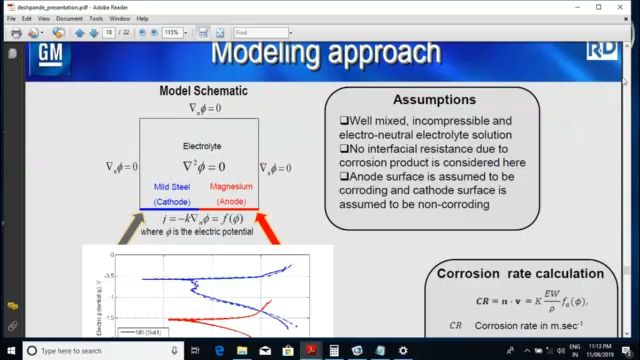 deshpande_presentation.pdf - Adobe Reader
File Edit View Document Tools Window Help
18 / 22
115%
Find
GM
Modeling approach
RD
Model Schematic
∇ₙϕ = 0
Electrolyte
∇ₙϕ = 0
∇²ϕ = 0
∇ₙϕ = 0
Mild Steel
(Cathode)
Magnesium
(Anode)
j = −k∇ₙϕ = f(ϕ)
where ϕ is the electric potential
Assumptions
❑Well mixed, incompressible and
electro-neutral electrolyte solution
❑No interfacial resistance due to
corrosion product is considered here
❑Anode surface is assumed to be
corroding and cathode surface is
assumed to be non-corroding
0
-.5
Electric potential
MS
Corrosion rate calculation
CR = n · v = K EW/ρ fₐ(ϕ),
CR Corrosion rate in m.sec⁻¹
Type here to search
ENG
IN
11:13 PM
11/09/2019